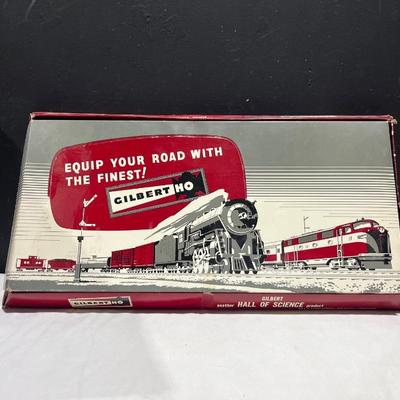 EQUIP YOUR ROAD WITH
THE FINEST!
GILBERT HO
GILBERT HO
GILBERT
another HALL OF SCIENCE product